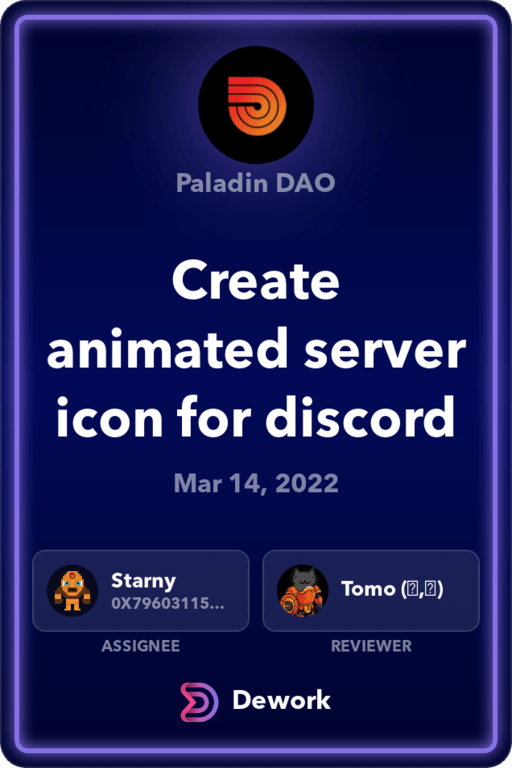 Paladin DAO
Create
animated server
icon for discord
Mar 14, 2022
Starny
0X79603115...
Tomo (▯,▯)
ASSIGNEE
REVIEWER
Dework